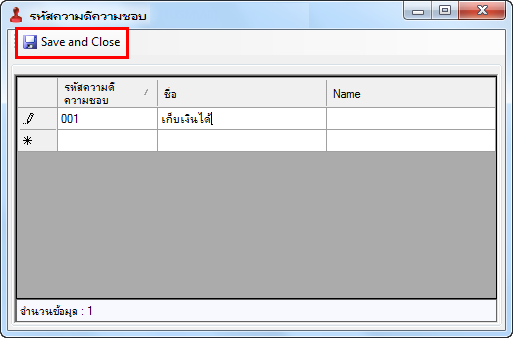 รหัสความดีความชอบ
Save and Close
รหัสความดี
ความชอบ
ชื่อ
Name
001
เก็บเงินได้
จำนวนข้อมูล : 1